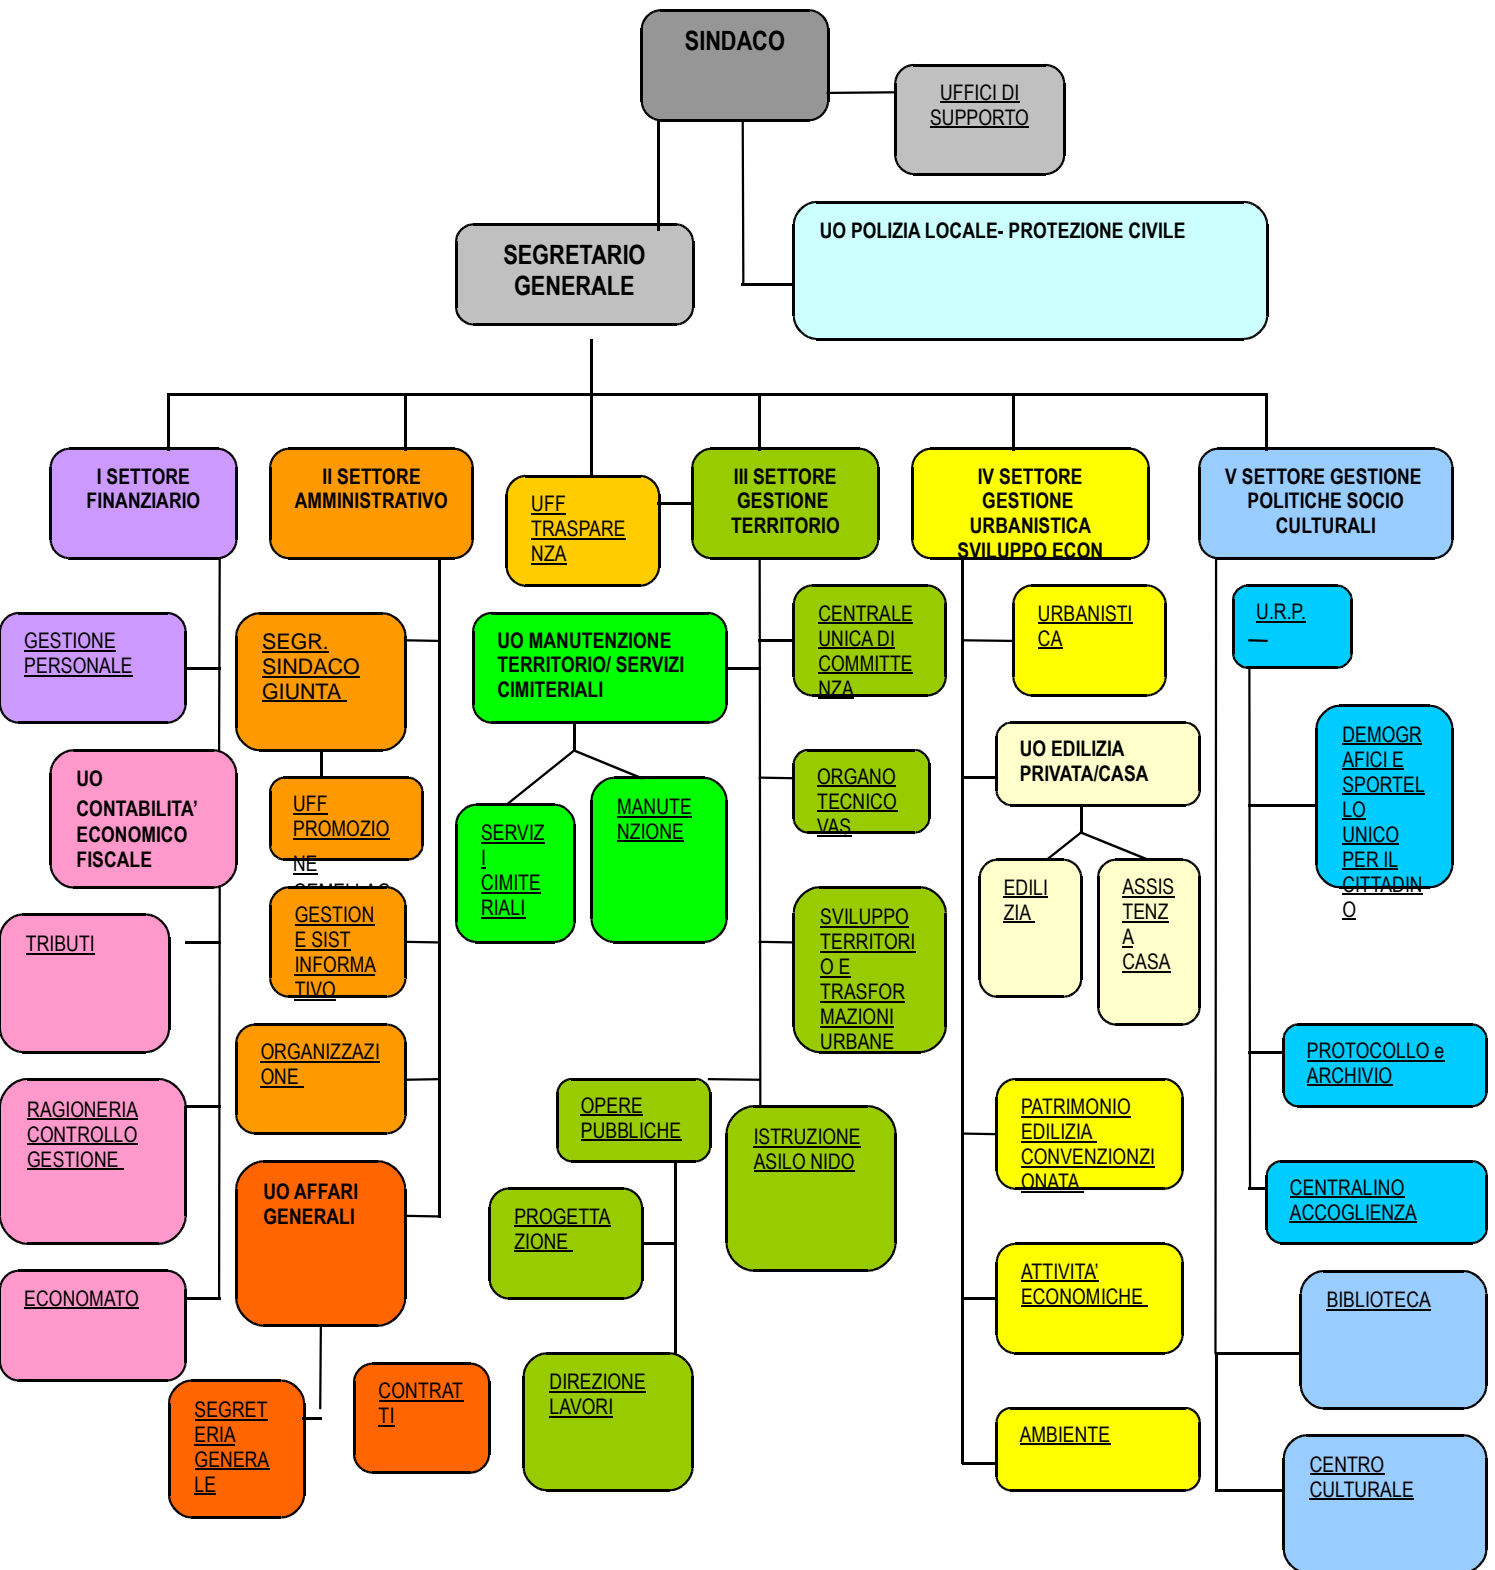 SINDACO
UFFICI DI
SUPPORTO
UO POLIZIA LOCALE- PROTEZIONE CIVILE
SEGRETARIO
GENERALE
I SETTORE
FINANZIARIO
II SETTORE
AMMINISTRATIVO
UFF
TRASPARE
NZA
III SETTORE
GESTIONE
TERRITORIO
IV SETTORE
GESTIONE
URBANISTICA
SVILUPPO ECON
V SETTORE GESTIONE
POLITICHE SOCIO
CULTURALI
GESTIONE
PERSONALE
UO
CONTABILITA’
ECONOMICO
FISCALE
TRIBUTI
RAGIONERIA
CONTROLLO
GESTIONE
ECONOMATO
SEGR.
SINDACO
GIUNTA
UFF
PROMOZIO
NE
GESTION
E SIST
INFORMA
TIVO
ORGANIZZAZI
ONE
UO AFFARI
GENERALI
SEGRET
ERIA
GENERA
LE
CONTRAT
TI
UO MANUTENZIONE
TERRITORIO/ SERVIZI
CIMITERIALI
SERVIZ
I
CIMITE
RIALI
MANUTE
NZIONE
CENTRALE
UNICA DI
COMMITTE
NZA
ORGANO
TECNICO
VAS
SVILUPPO
TERRITORI
O E
TRASFOR
MAZIONI
URBANE
OPERE
PUBBLICHE
ISTRUZIONE
ASILO NIDO
PROGETTA
ZIONE
DIREZIONE
LAVORI
URBANISTI
CA
UO EDILIZIA
PRIVATA/CASA
EDILI
ZIA
ASSIS
TENZ
A
CASA
PATRIMONIO
EDILIZIA
CONVENZIONZI
ONATA
ATTIVITA’
ECONOMICHE
AMBIENTE
U.R.P.
DEMOGR
AFICI E
SPORTEL
LO
UNICO
PER IL
CITTADIN
O
PROTOCOLLO e
ARCHIVIO
CENTRALINO
ACCOGLIENZA
BIBLIOTECA
CENTRO
CULTURALE